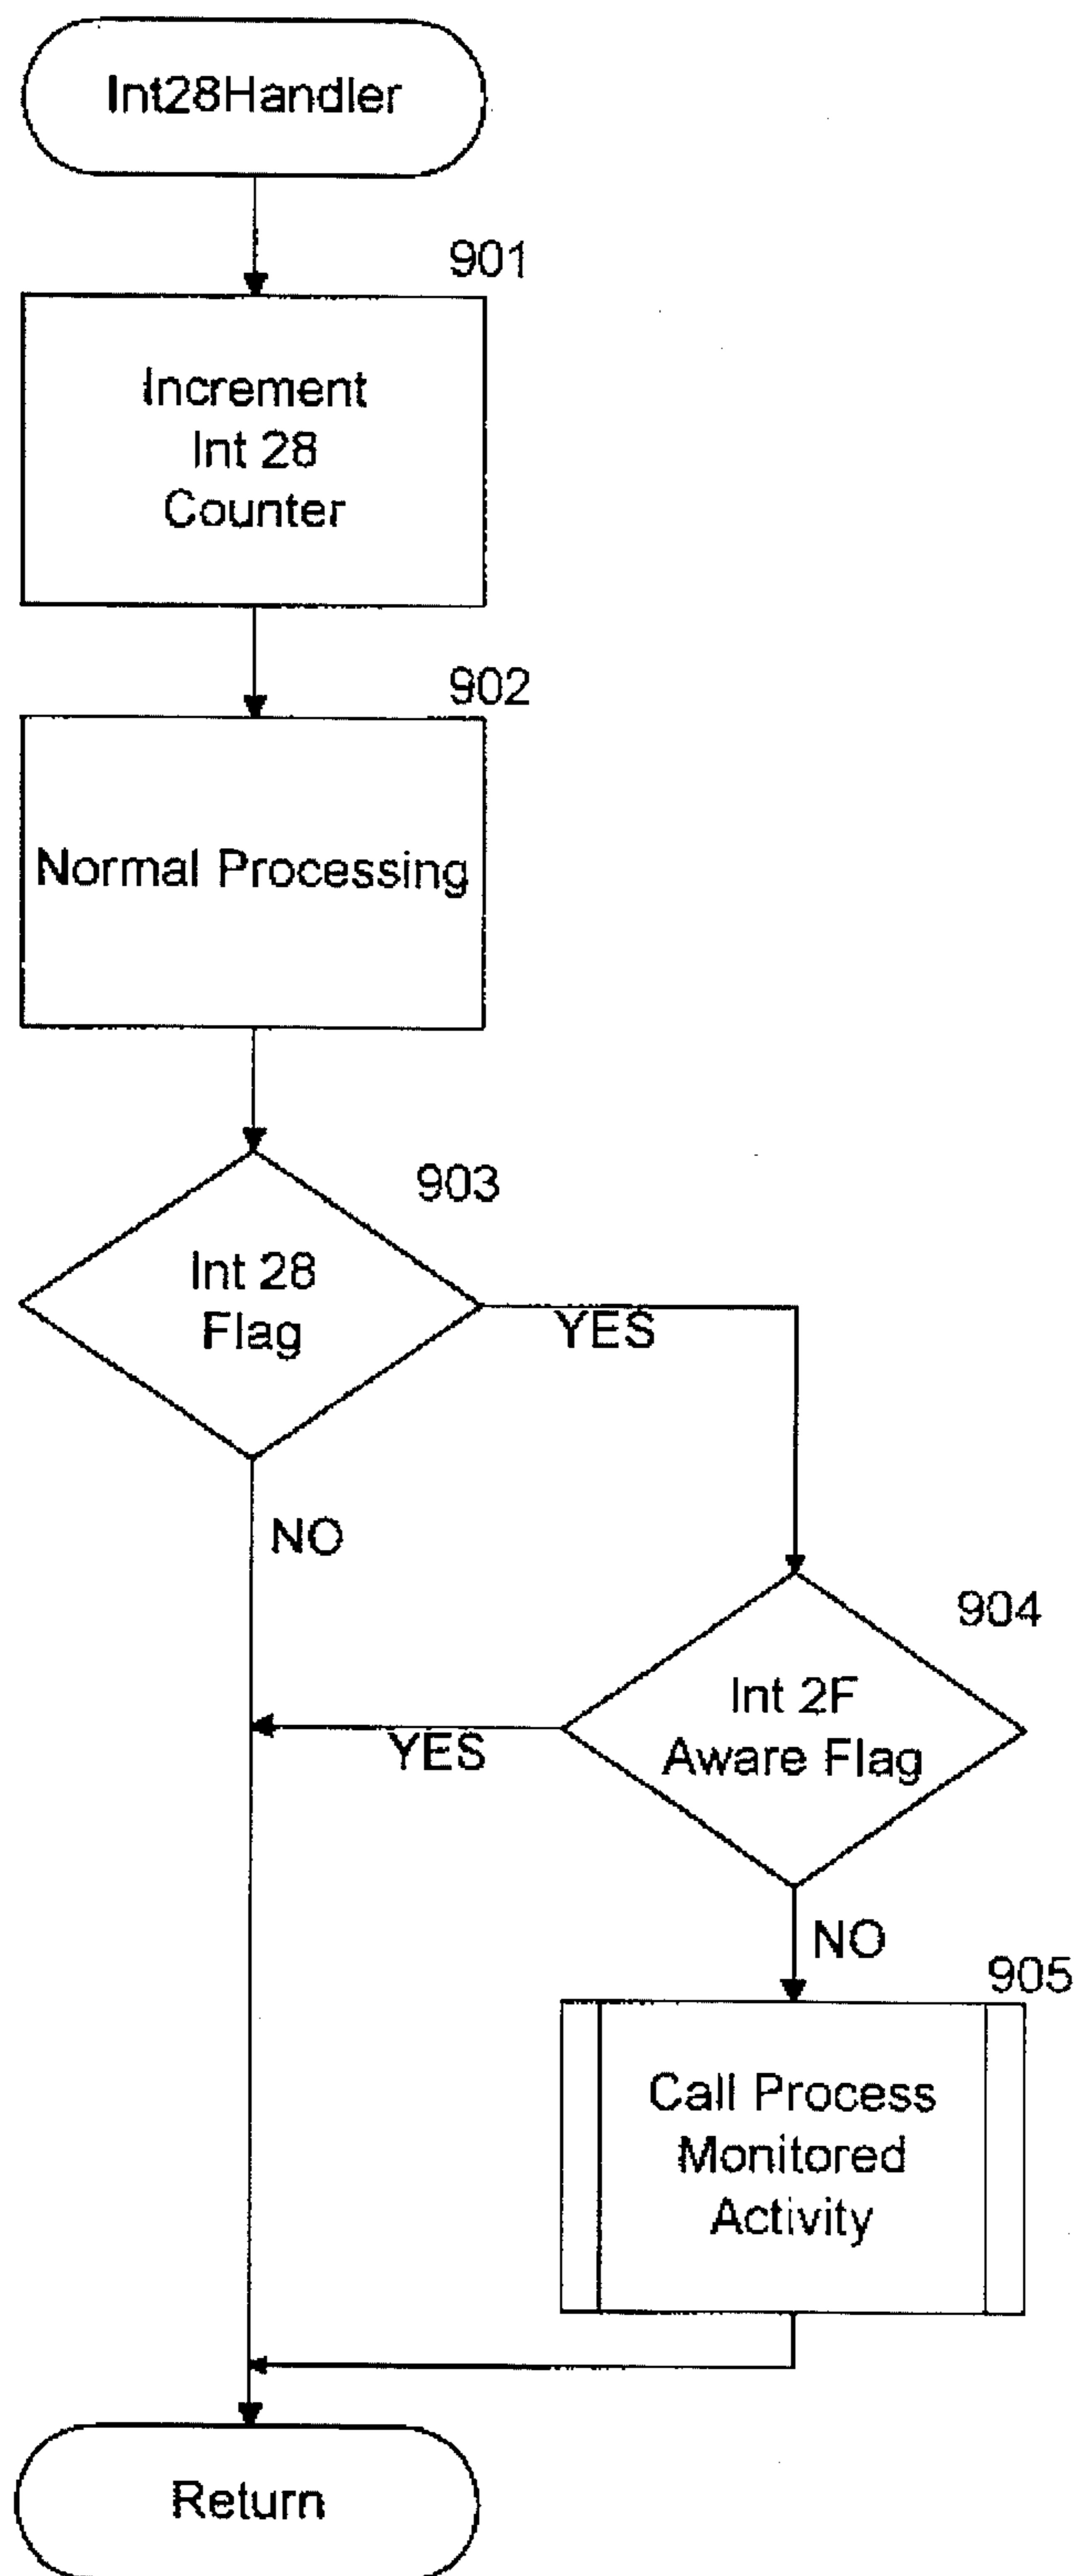 Int28Handler
901
Increment
Int 28
Counter
902
Normal Processing
903
Int 28
Flag
YES
NO
904
Int 2F
Aware Flag
YES
NO
905
Call Process
Monitored
Activity
Return